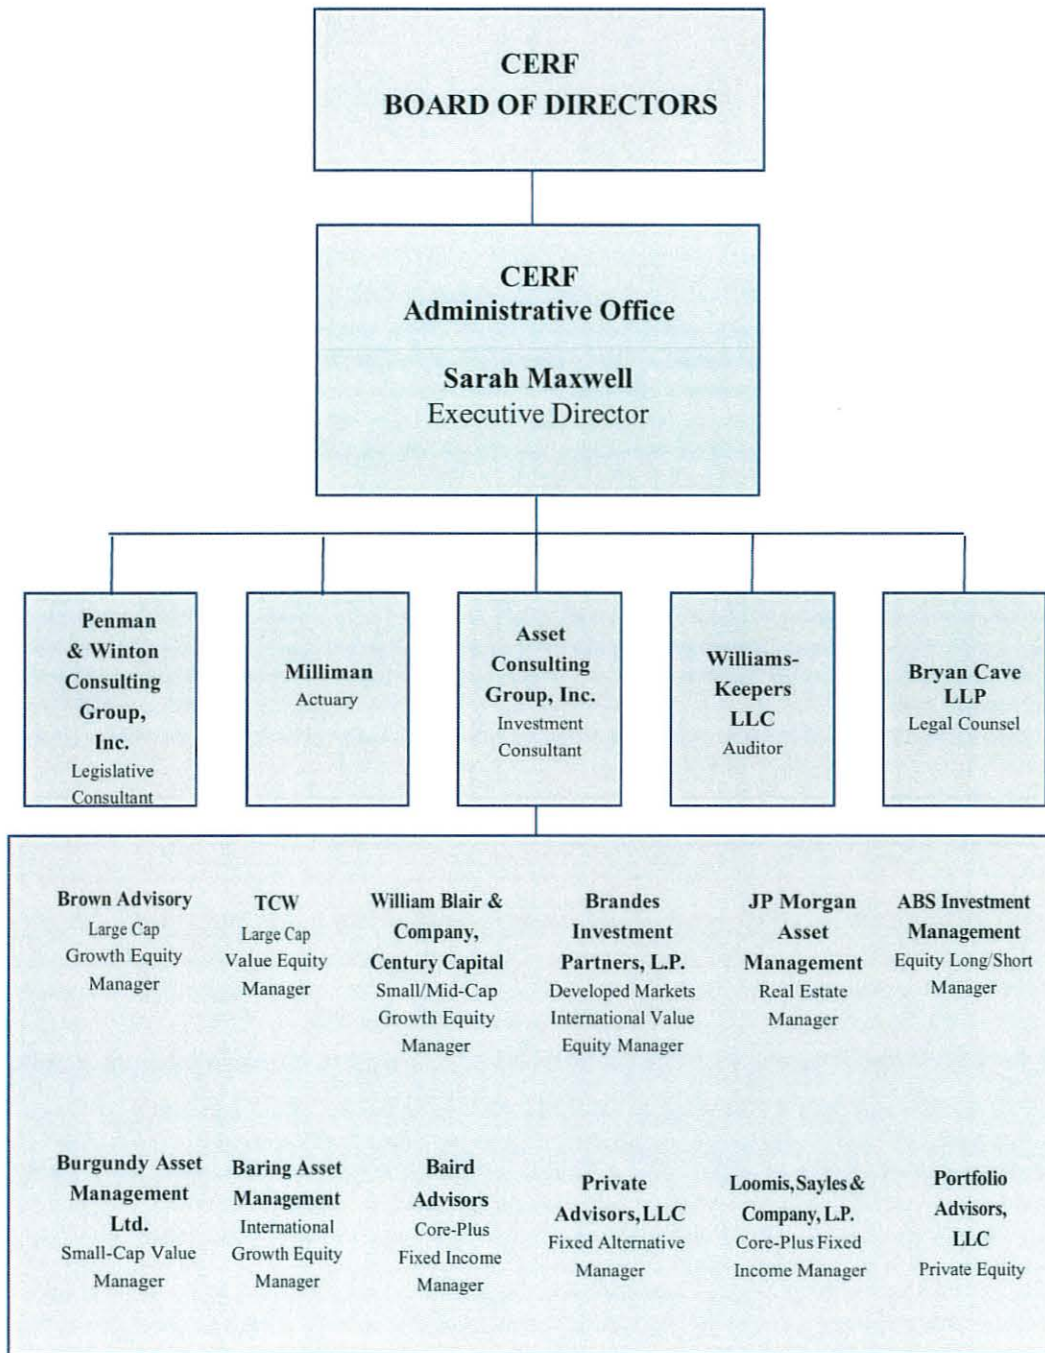 CERF
BOARD OF DIRECTORS
CERF
Administrative Office
Sarah Maxwell
Executive Director
Penman
& Winton
Consulting
Group,
Inc.
Legislative
Consultant
Milliman
Actuary
Asset
Consulting
Group, Inc.
Investment
Consultant
Williams-
Keepers
LLC
Auditor
Bryan Cave
LLP
Legal Counsel
Brown Advisory
Large Cap
Growth Equity
Manager
TCW
Large Cap
Value Equity
Manager
William Blair &
Company,
Century Capital
Small/Mid-Cap
Growth Equity
Manager
Brandes
Investment
Partners, L.P.
Developed Markets
International Value
Equity Manager
JP Morgan
Asset
Management
Real Estate
Manager
ABS Investment
Management
Equity Long/Short
Manager
Burgundy Asset
Management
Ltd.
Small-Cap Value
Manager
Baring Asset
Management
International
Growth Equity
Manager
Baird
Advisors
Core-Plus
Fixed Income
Manager
Private
Advisors, LLC
Fixed Alternative
Manager
Loomis, Sayles &
Company, L.P.
Core-Plus Fixed
Income Manager
Portfolio
Advisors,
LLC
Private Equity